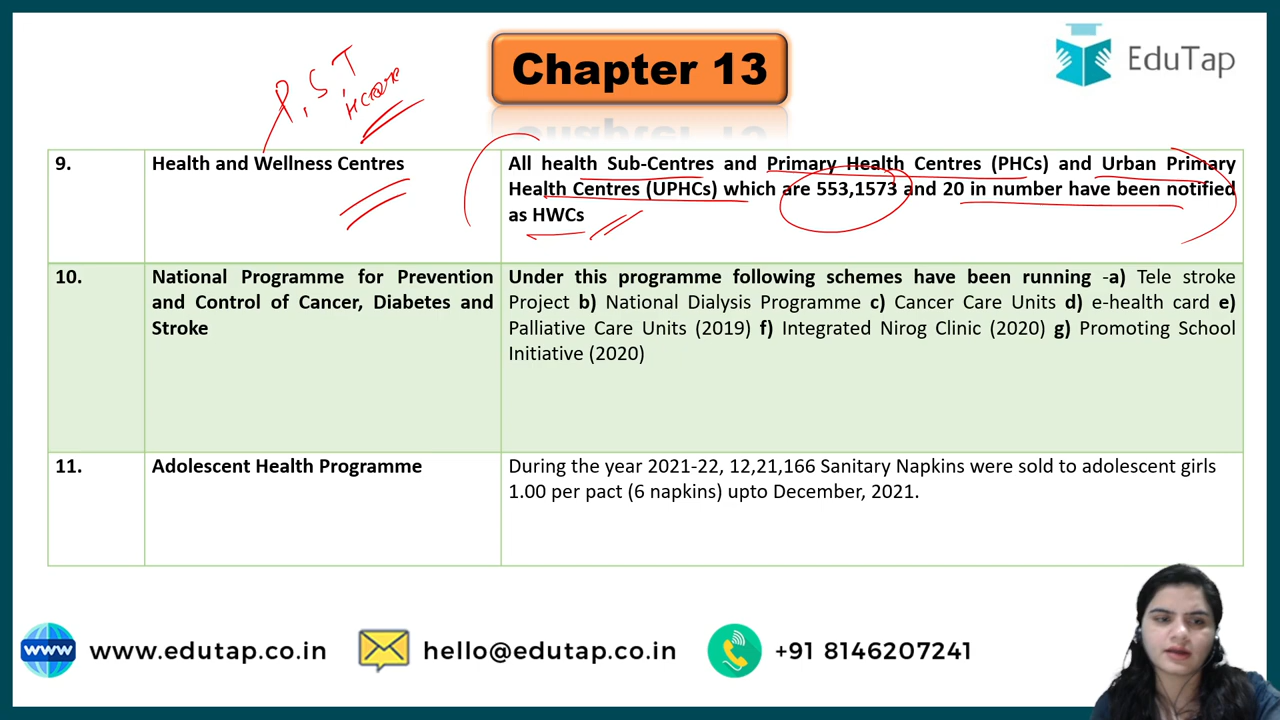 Chapter 13
EduTap
P, S, T
HCare
9.
Health and Wellness Centres
All health Sub-Centres and Primary Health Centres (PHCs) and Urban Primary
Health Centres (UPHCs) which are 553,1573 and 20 in number have been notified
as HWCs
10.
National Programme for Prevention
and Control of Cancer, Diabetes and
Stroke
Under this programme following schemes have been running -a) Tele stroke
Project b) National Dialysis Programme c) Cancer Care Units d) e-health card e)
Palliative Care Units (2019) f) Integrated Nirog Clinic (2020) g) Promoting School
Initiative (2020)
11.
Adolescent Health Programme
During the year 2021-22, 12,21,166 Sanitary Napkins were sold to adolescent girls
1.00 per pact (6 napkins) upto December, 2021.
www
www.edutap.co.in
hello@edutap.co.in
+91 8146207241